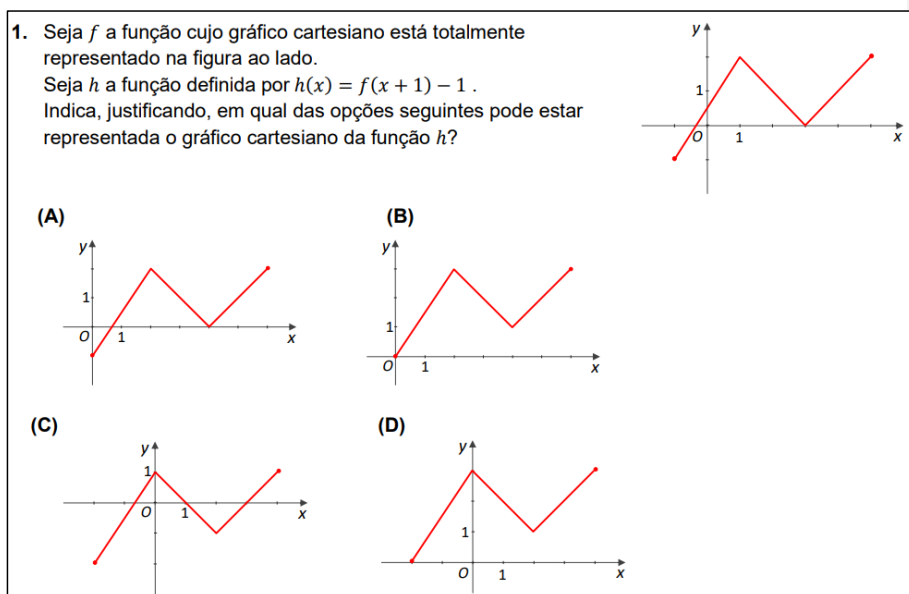 1. Seja f a função cujo gráfico cartesiano está totalmente
representado na figura ao lado.
Seja h a função definida por h(x) = f(x + 1) − 1 .
Indica, justificando, em qual das opções seguintes pode estar
representada o gráfico cartesiano da função h?
y
1
O 1 x
(A) (B)
y
1
O 1 x
y
1
O 1 x
(C) (D)
y
1
O 1 x
y
1
O 1 x